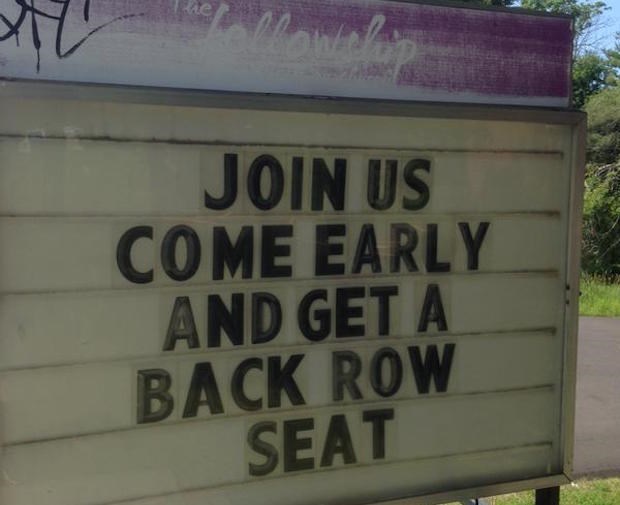 The
Fellowship
JOIN US
COME EARLY
AND GET A
BACK ROW
SEAT